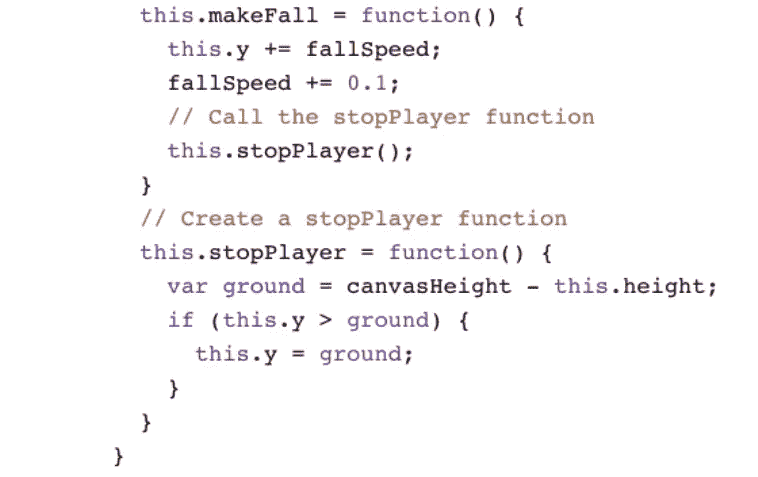 this.makeFall = function() {
this.y += fallSpeed;
fallSpeed += 0.1;
// Call the stopPlayer function
this.stopPlayer();
}
// Create a stopPlayer function
this.stopPlayer = function() {
var ground = canvasHeight - this.height;
if (this.y > ground) {
this.y = ground;
}
}
}